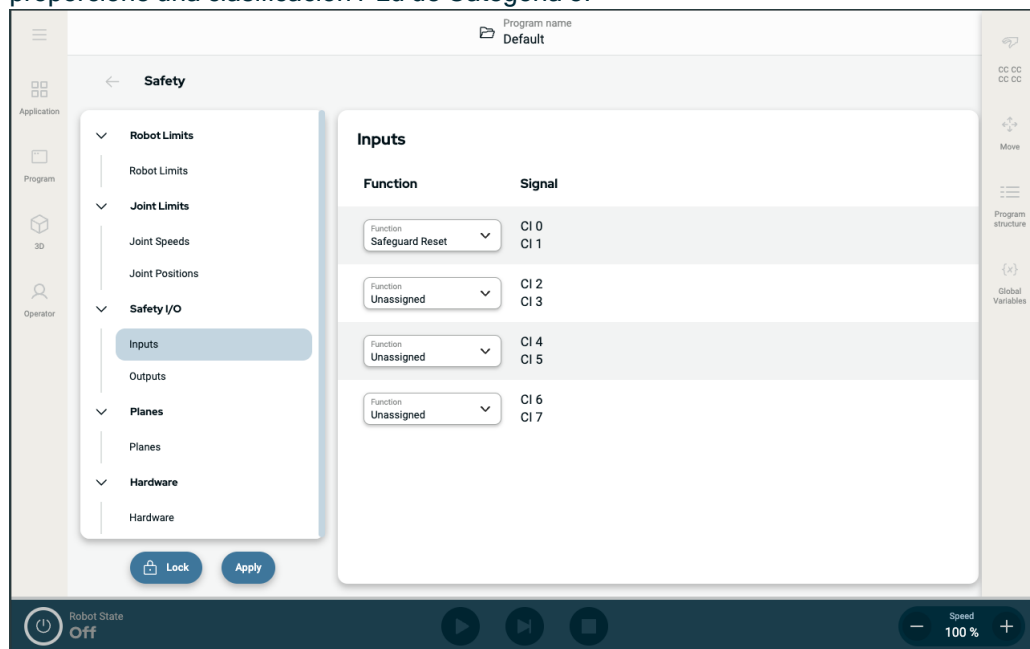 Program name
Default
Safety
Application
Program
3D
Operator
Robot Limits
Robot Limits
Joint Limits
Joint Speeds
Joint Positions
Safety I/O
Inputs
Outputs
Planes
Planes
Hardware
Hardware
Lock
Apply
Inputs
Function Signal
Function
Safeguard Reset
CI 0
CI 1
Function
Unassigned
CI 2
CI 3
Function
Unassigned
CI 4
CI 5
Function
Unassigned
CI 6
CI 7
CC CC
CC CC
Move
Program
structure
{x}
Global
Variables
Robot State
Off
Speed
100 %